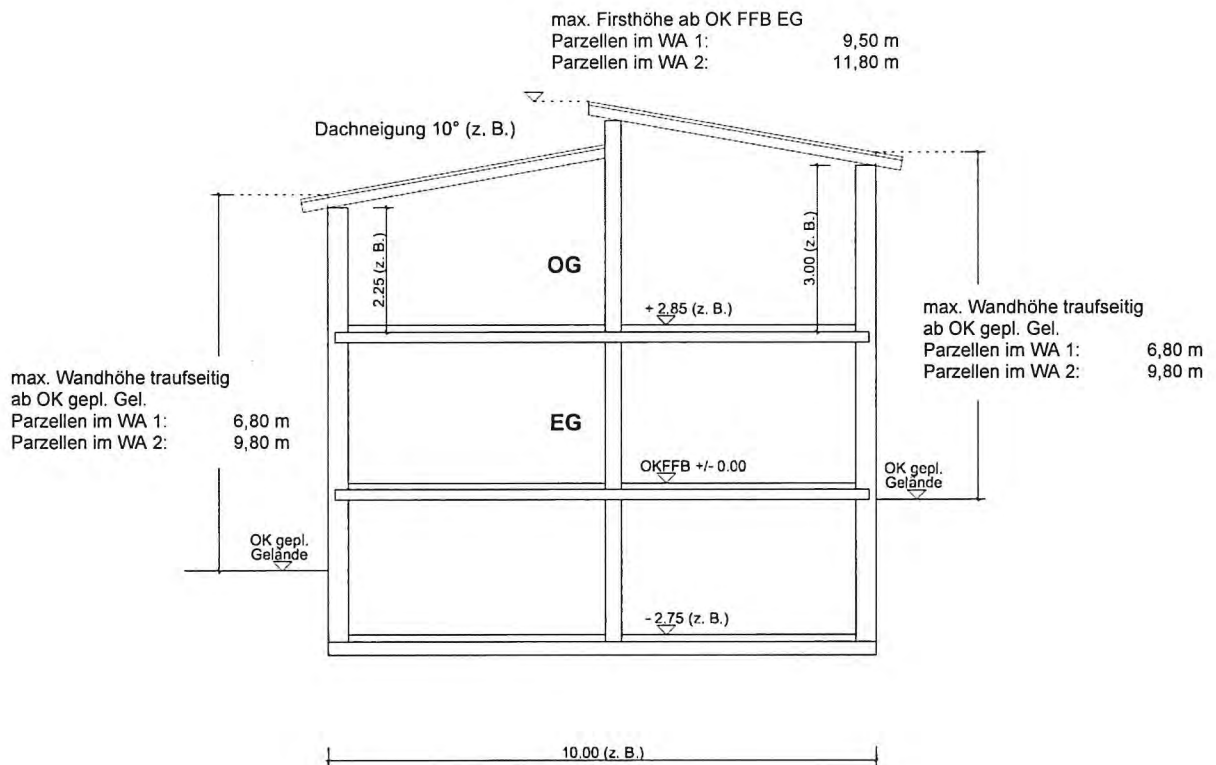 max. Firsthöhe ab OK FFB EG
Parzellen im WA 1: 9,50 m
Parzellen im WA 2: 11,80 m
Dachneigung 10° (z. B.)
2.25 (z. B.)
OG
3.00 (z. B.)
+ 2.85 (z. B.)
max. Wandhöhe traufseitig
ab OK gepl. Gel.
Parzellen im WA 1: 6,80 m
Parzellen im WA 2: 9,80 m
max. Wandhöhe traufseitig
ab OK gepl. Gel.
Parzellen im WA 1: 6,80 m
Parzellen im WA 2: 9,80 m
EG
OKFFB +/- 0.00
OK gepl.
Gelände
OK gepl.
Gelände
- 2.75 (z. B.)
10.00 (z. B.)